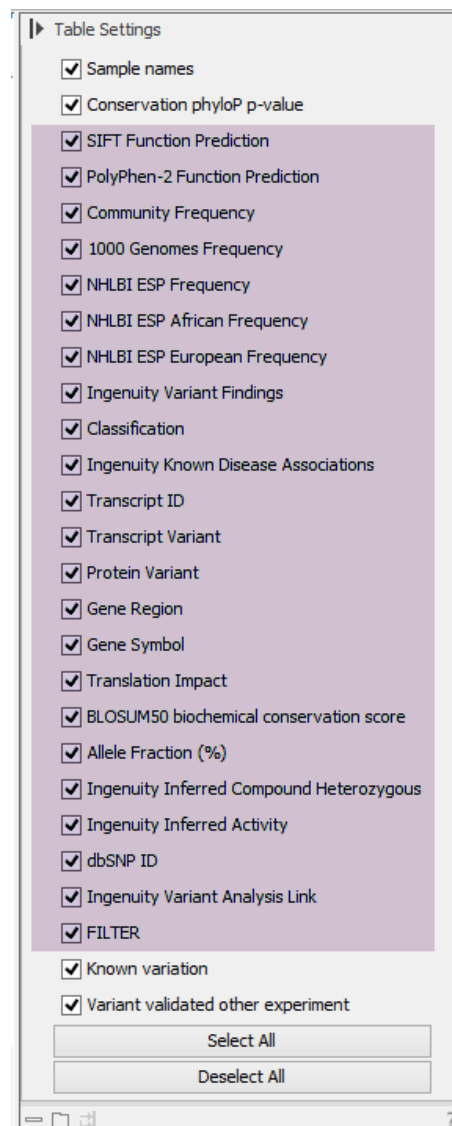 Table Settings
Sample names
Conservation phyloP p-value
SIFT Function Prediction
PolyPhen-2 Function Prediction
Community Frequency
1000 Genomes Frequency
NHLBI ESP Frequency
NHLBI ESP African Frequency
NHLBI ESP European Frequency
Ingenuity Variant Findings
Classification
Ingenuity Known Disease Associations
Transcript ID
Transcript Variant
Protein Variant
Gene Region
Gene Symbol
Translation Impact
BLOSUM50 biochemical conservation score
Allele Fraction (%)
Ingenuity Inferred Compound Heterozygous
Ingenuity Inferred Activity
dbSNP ID
Ingenuity Variant Analysis Link
FILTER
Known variation
Variant validated other experiment
Select All
Deselect All